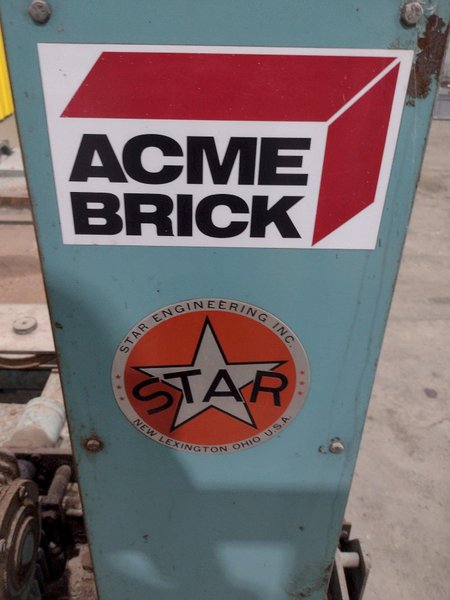 ACME
BRICK
STAR ENGINEERING INC.
STAR
NEW LEXINGTON OHIO U.S.A.